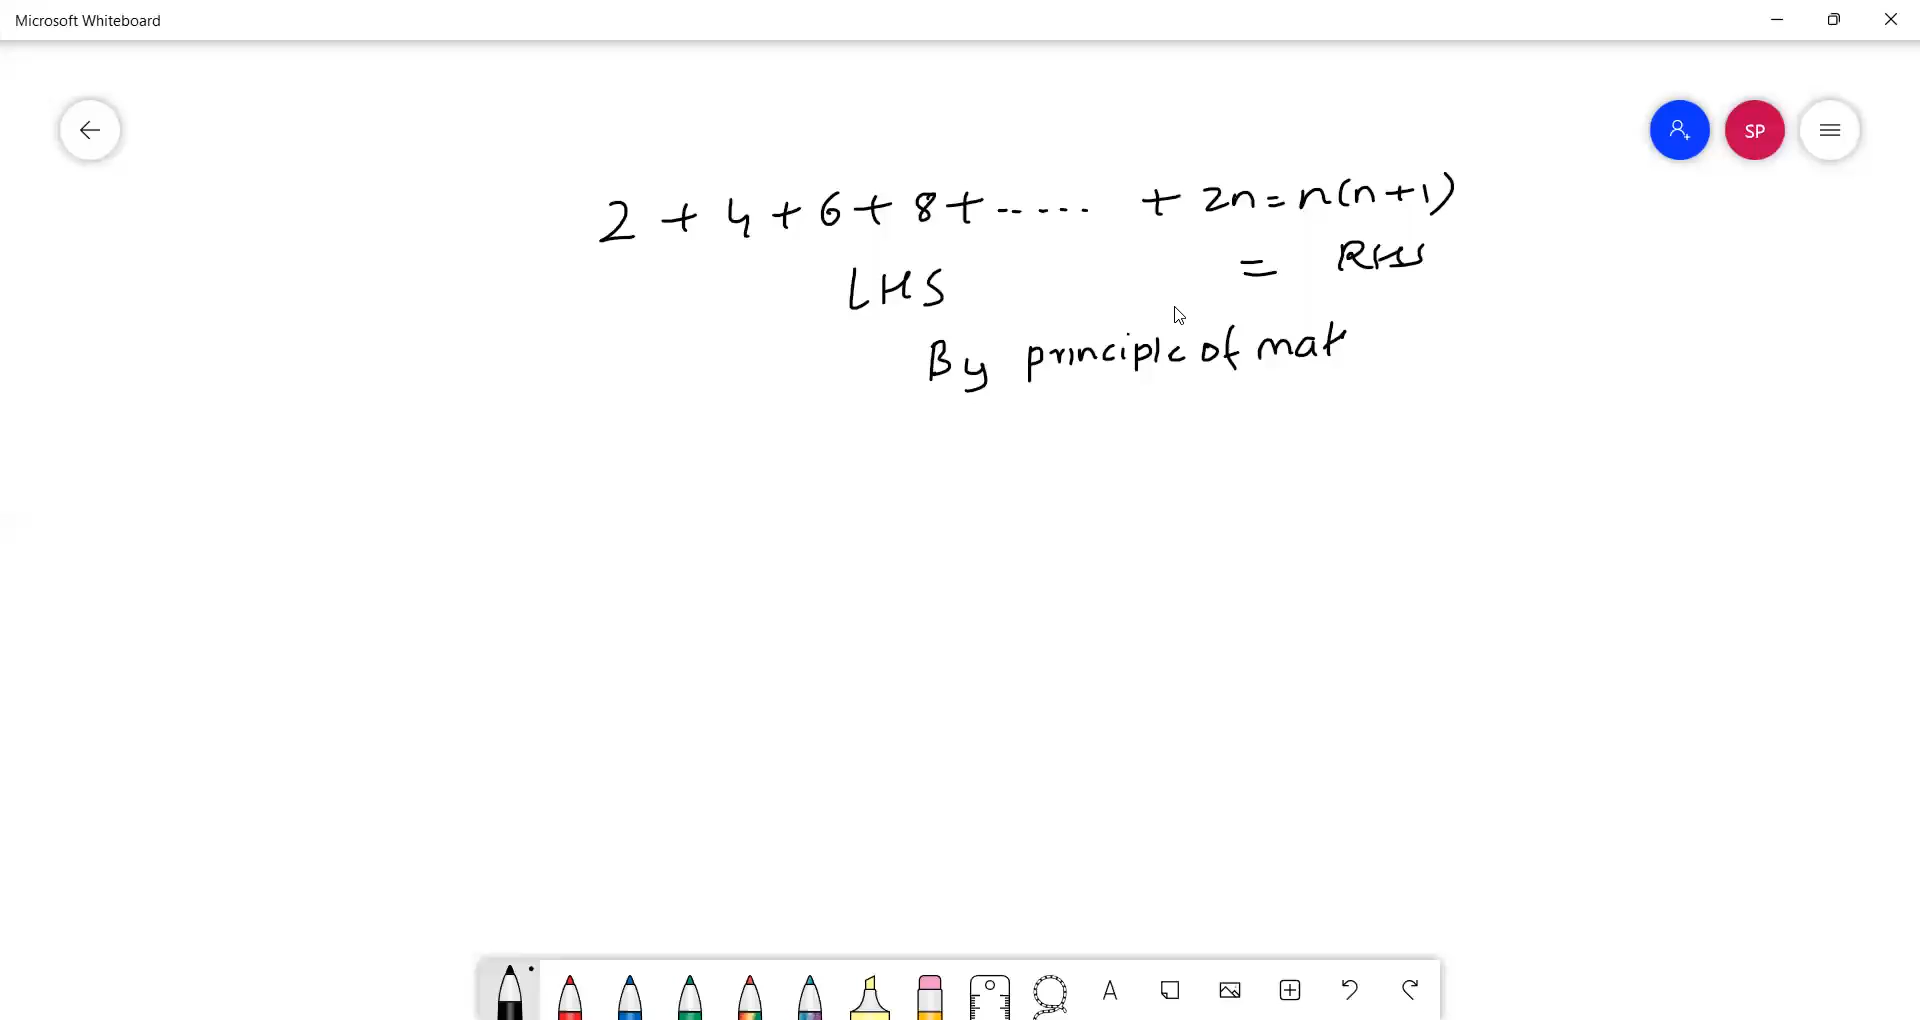 Microsoft Whiteboard
SP
2 + 4 + 6 + 8 + ..... + 2n = n(n+1)
LHS = RHS
By principle of mat
A